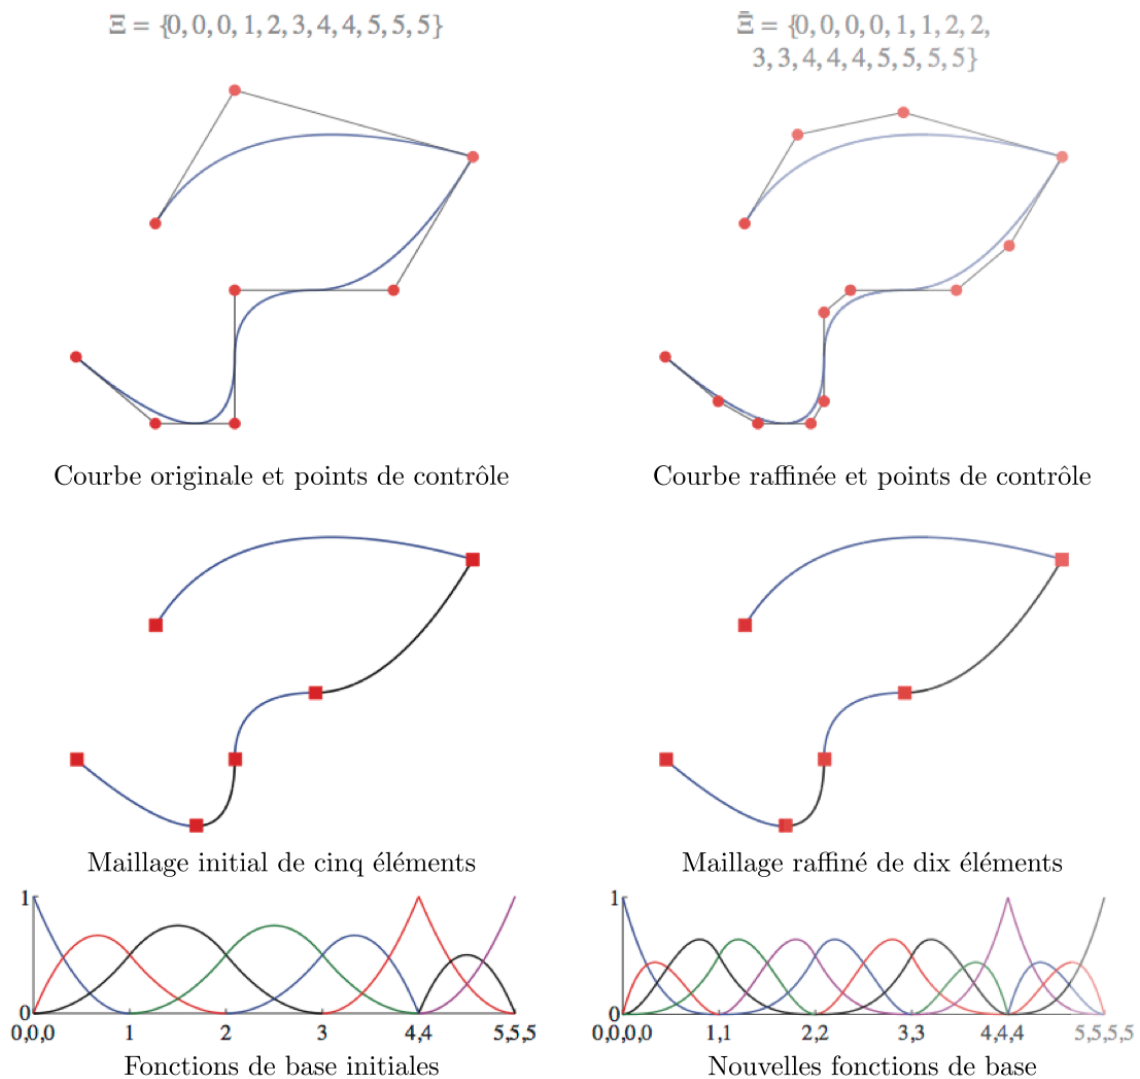 Ξ = {0, 0, 0, 1, 2, 3, 4, 4, 5, 5, 5}
Ξ̄ = {0, 0, 0, 0, 1, 1, 2, 2,
3, 3, 4, 4, 4, 5, 5, 5, 5}
Courbe originale et points de contrôle
Courbe raffinée et points de contrôle
Maillage initial de cinq éléments
Maillage raffiné de dix éléments
1
0
0,0,0 1 2 3 4,4 5,5,5
Fonctions de base initiales
1
0
0,0,0,0 1,1 2,2 3,3 4,4,4 5,5,5,5
Nouvelles fonctions de base